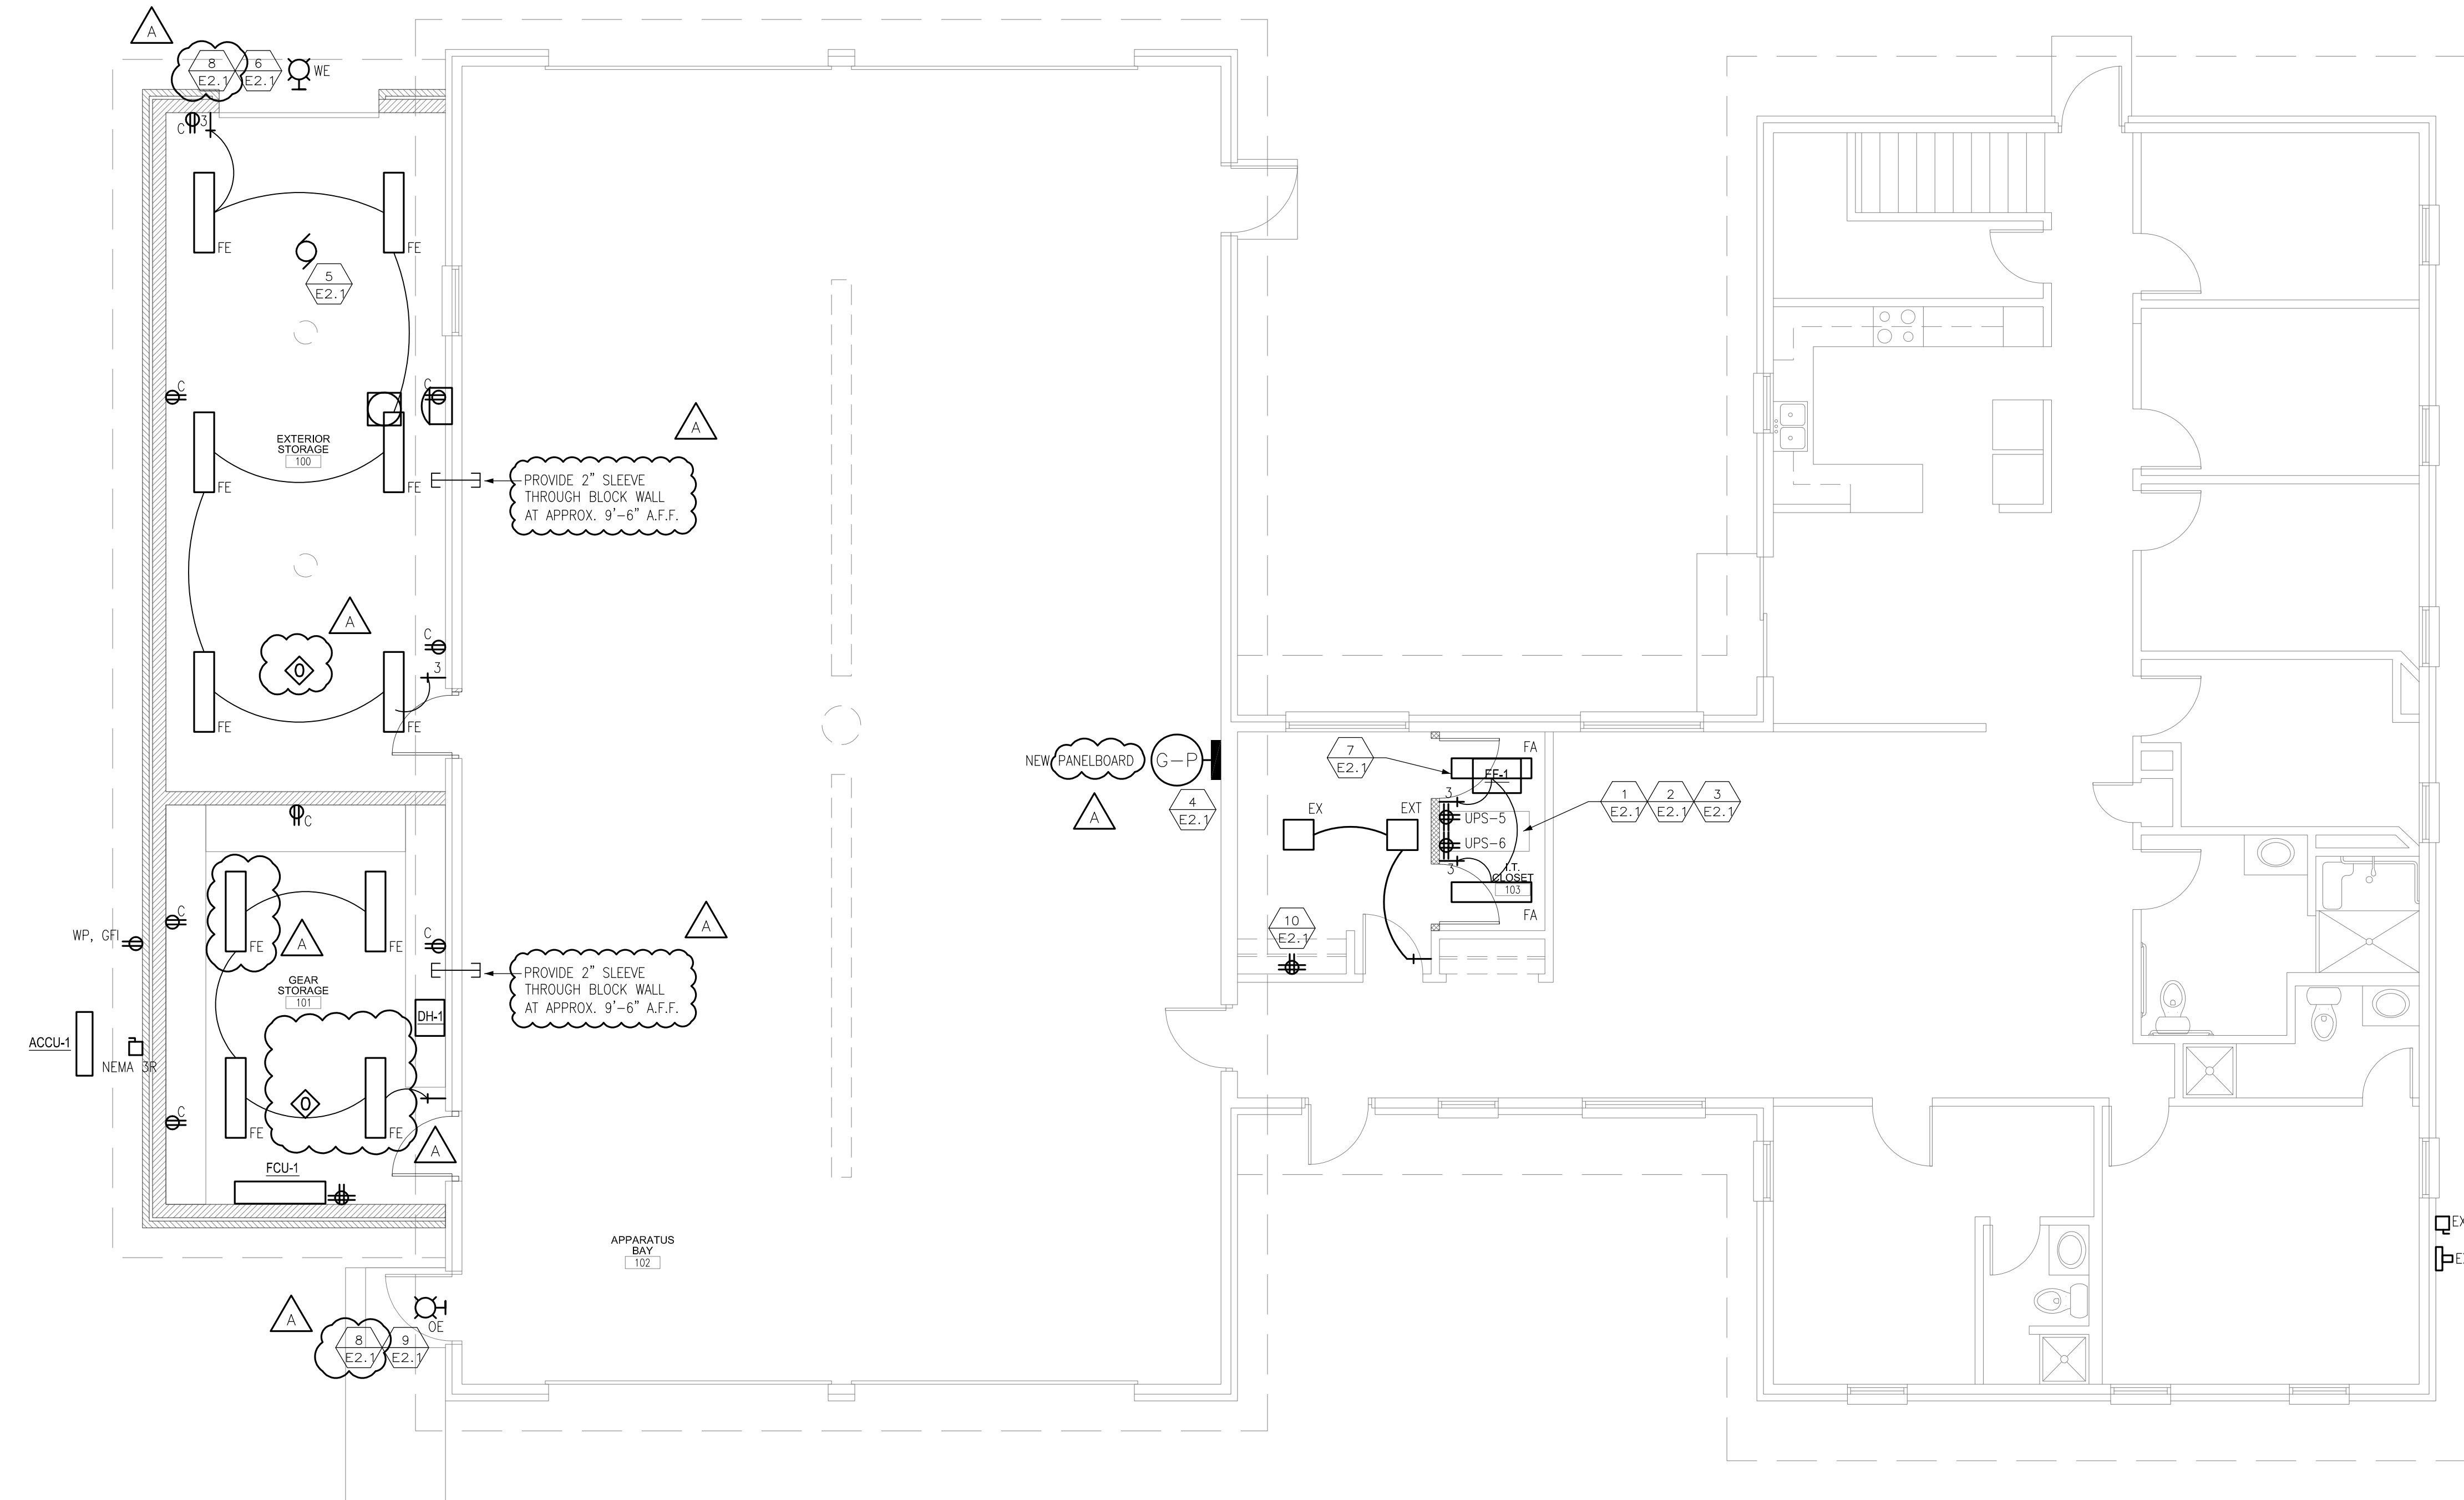 A
8
E2.1
6
E2.1
WE
C
3
FE
FE
5
E2.1
C
C
EXTERIOR
STORAGE
100
FE
FE
A
PROVIDE 2" SLEEVE
THROUGH BLOCK WALL
AT APPROX. 9'-6" A.F.F.
A
O
C
3
FE
FE
NEW PANELBOARD
G-P
A
4
E2.1
7
E2.1
FA
EF-1
3
EX
EXT
UPS-5
UPS-6
3
I.T.
CLOSET
103
FA
1
E2.1
2
E2.1
3
E2.1
10
E2.1
C
C
WP, GFI
FE
A
FE
C
GEAR
STORAGE
101
A
PROVIDE 2" SLEEVE
THROUGH BLOCK WALL
AT APPROX. 9'-6" A.F.F.
DH-1
ACCU-1
NEMA 3R
O
C
FE
FE
A
FCU-1
APPARATUS
BAY
102
A
OE
8
E2.1
9
E2.1